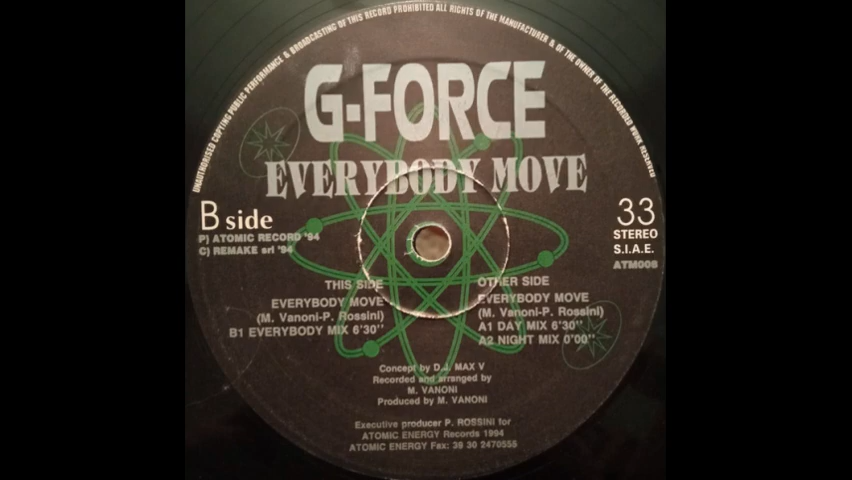 UNAUTHORISED COPYING PUBLIC PERFORMANCE & BROADCASTING OF THIS RECORD PROHIBITED ALL RIGHTS OF THE MANUFACTURER & OF THE OWNER OF THE RECORDED WORK RESERVED
G-FORCE
EVERYBODY MOVE
B side
P) ATOMIC RECORD '94
C) REMAKE srl '94
33
STEREO
S.I.A.E.
ATM008
THIS SIDE
EVERYBODY MOVE
(M. Vanoni-P. Rossini)
B1 EVERYBODY MIX 6'30''
OTHER SIDE
EVERYBODY MOVE
(M. Vanoni-P. Rossini)
A1 DAY MIX 6'30''
A2 NIGHT MIX 0'00''
Concept by D.J. MAX V
Recorded and arranged by
M. VANONI
Produced by M. VANONI
Executive producer P. ROSSINI for
ATOMIC ENERGY Records 1994
ATOMIC ENERGY Fax: 39 30 2470555